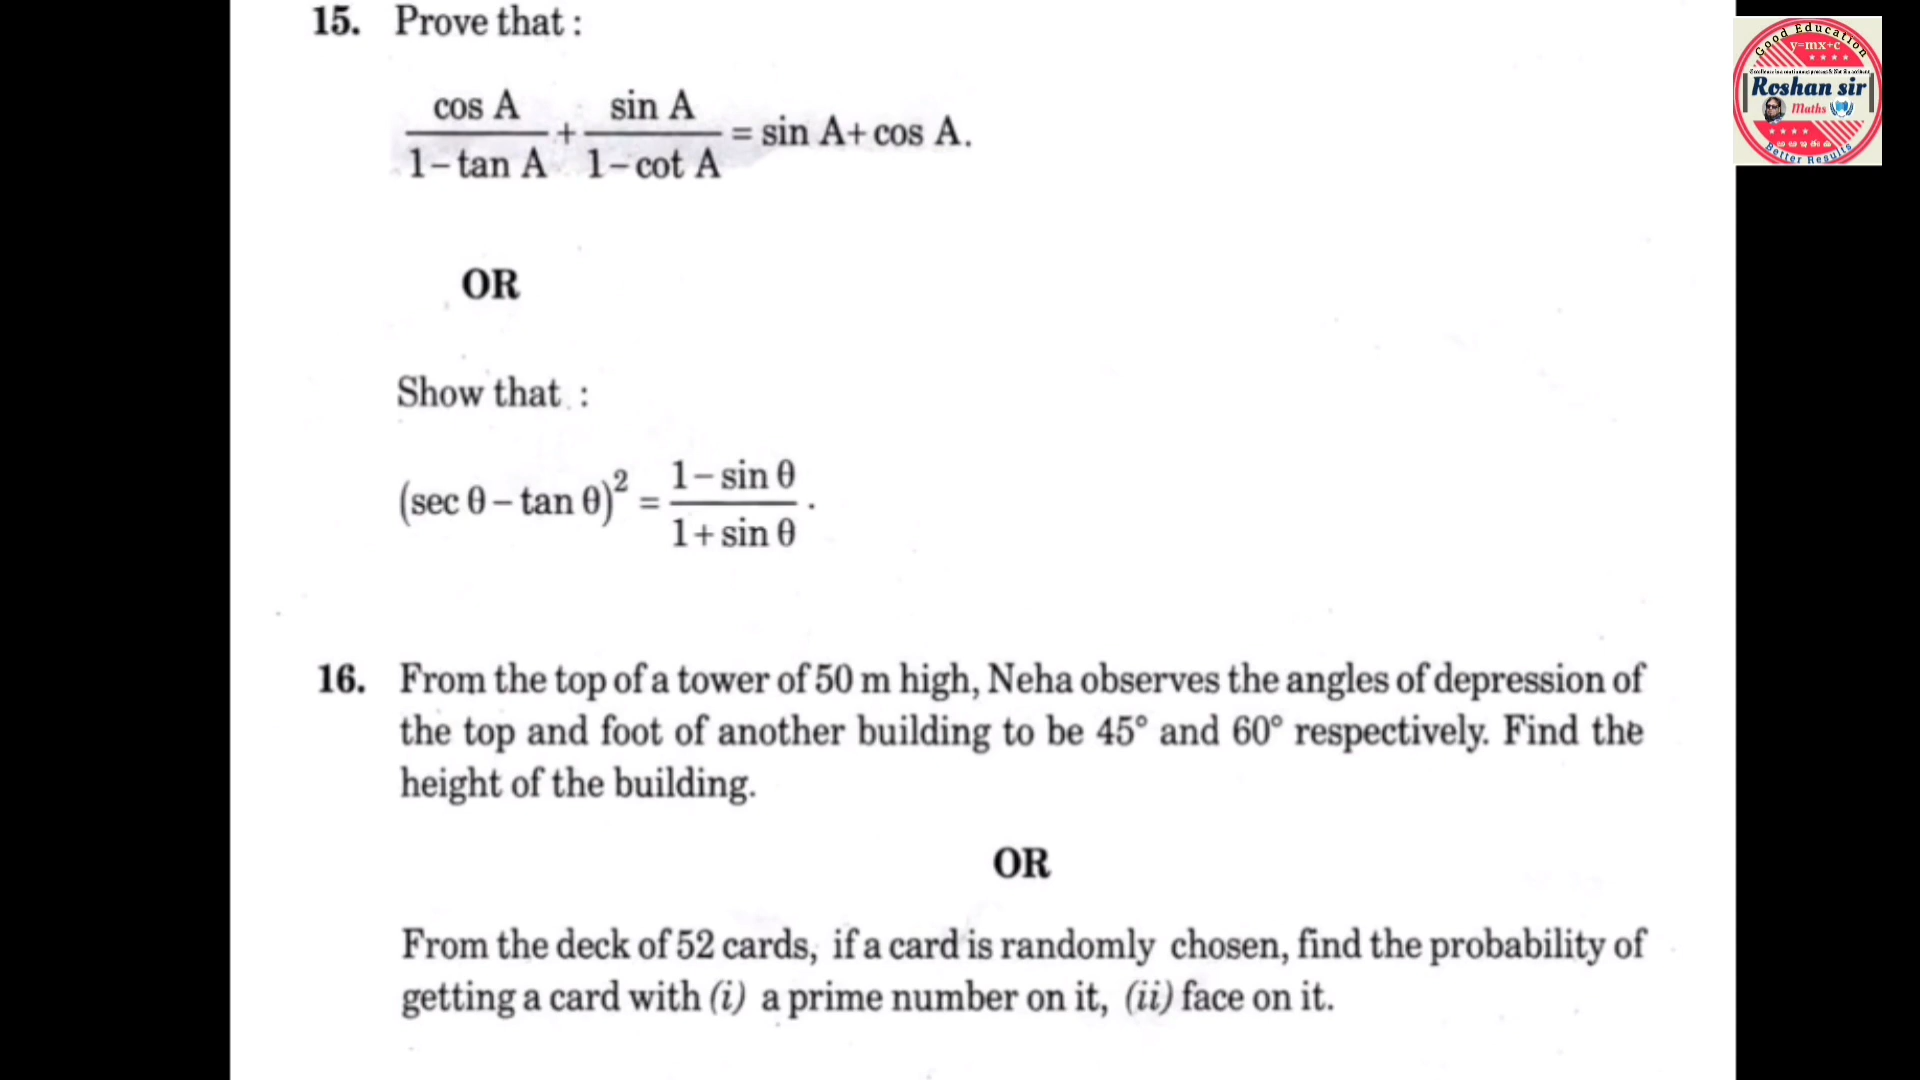 15. Prove that :
cos A / (1 – tan A) + sin A / (1 – cot A) = sin A + cos A.
OR
Show that :
(sec θ – tan θ)² = (1 – sin θ) / (1 + sin θ) .
16. From the top of a tower of 50 m high, Neha observes the angles of depression of
the top and foot of another building to be 45° and 60° respectively. Find the
height of the building.
OR
From the deck of 52 cards, if a card is randomly chosen, find the probability of
getting a card with (i) a prime number on it, (ii) face on it.
Good Education
y=mx+c
Roshan sir
Maths
Better Results